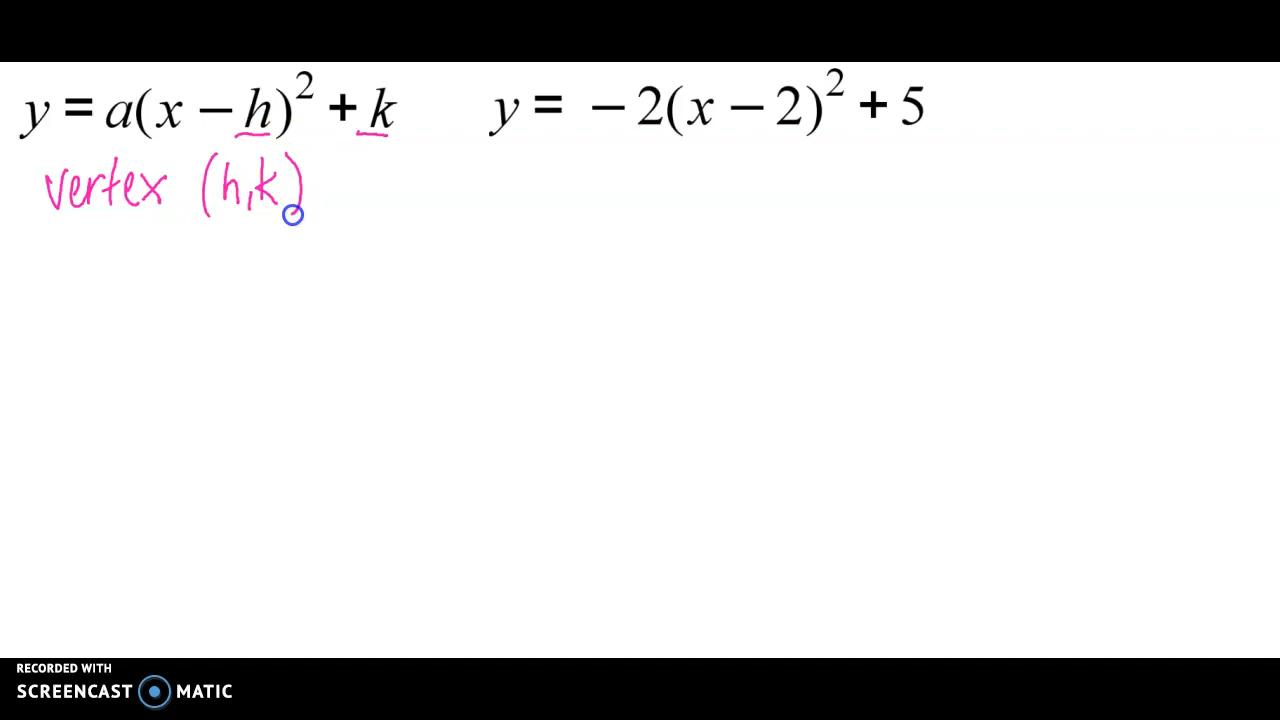 y = a(x − h)² + k
y = − 2(x − 2)² + 5
vertex (h,k)
RECORDED WITH
SCREENCAST MATIC